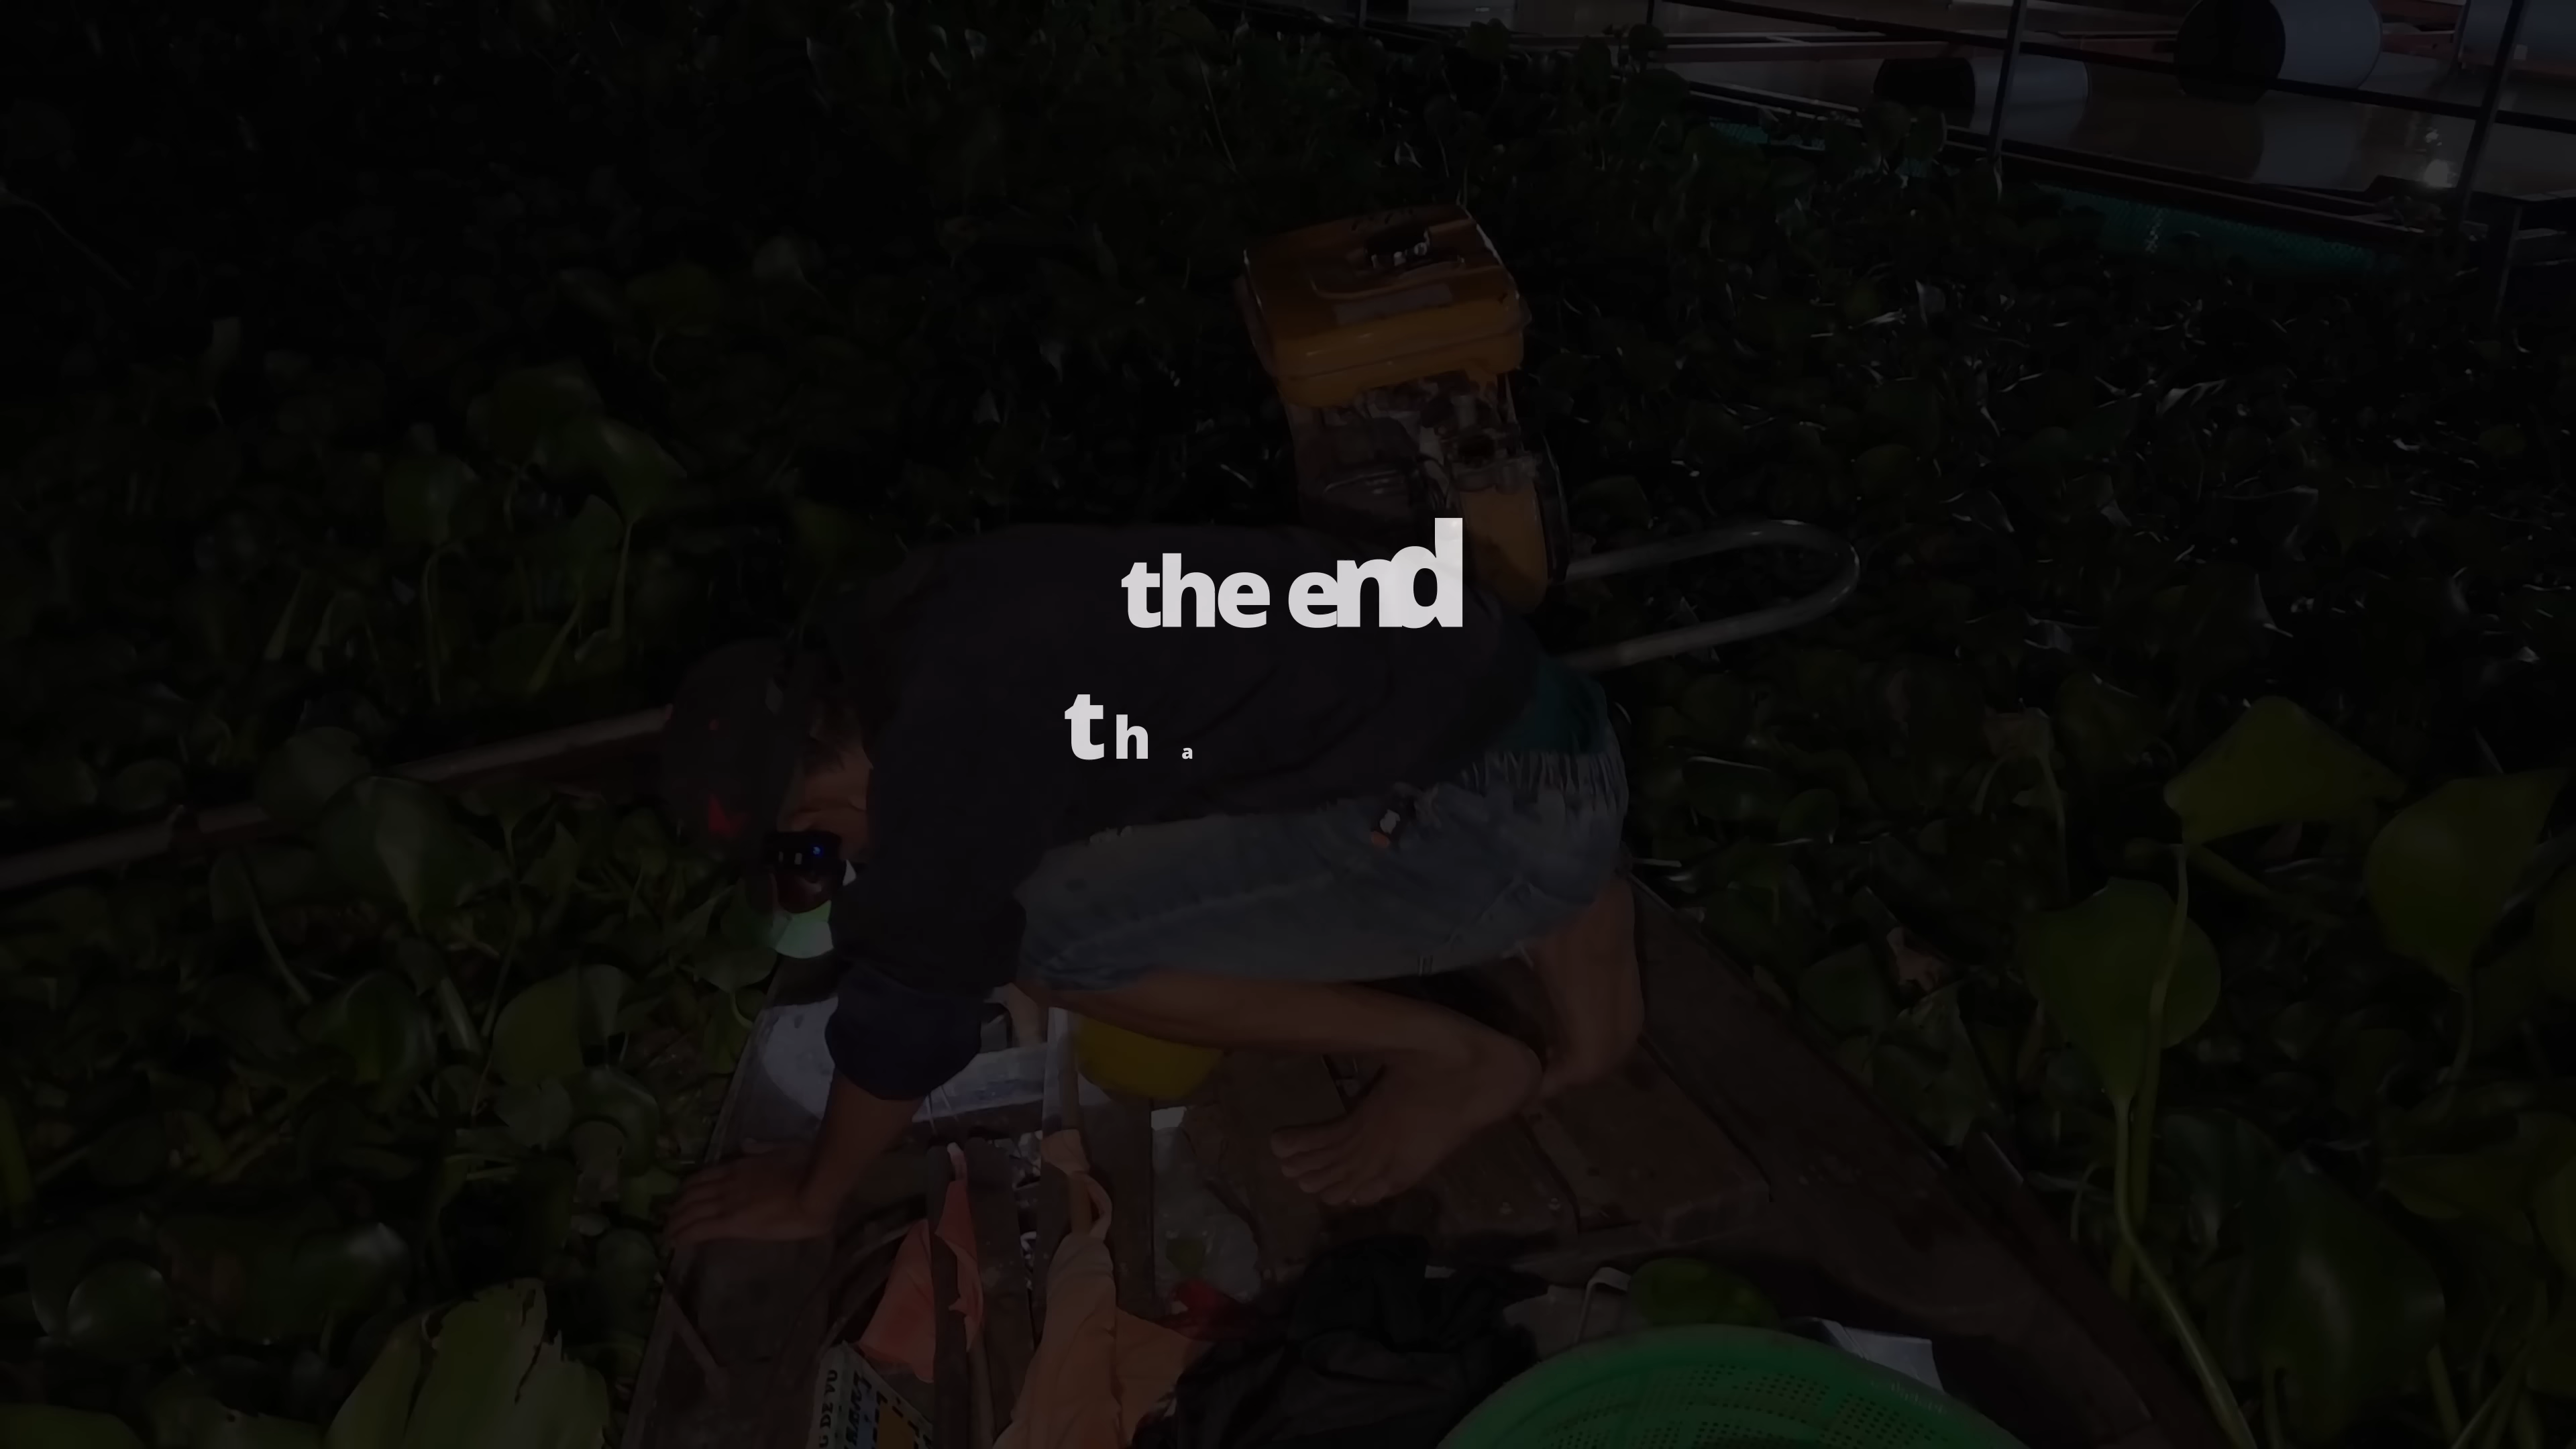 the end
t h a